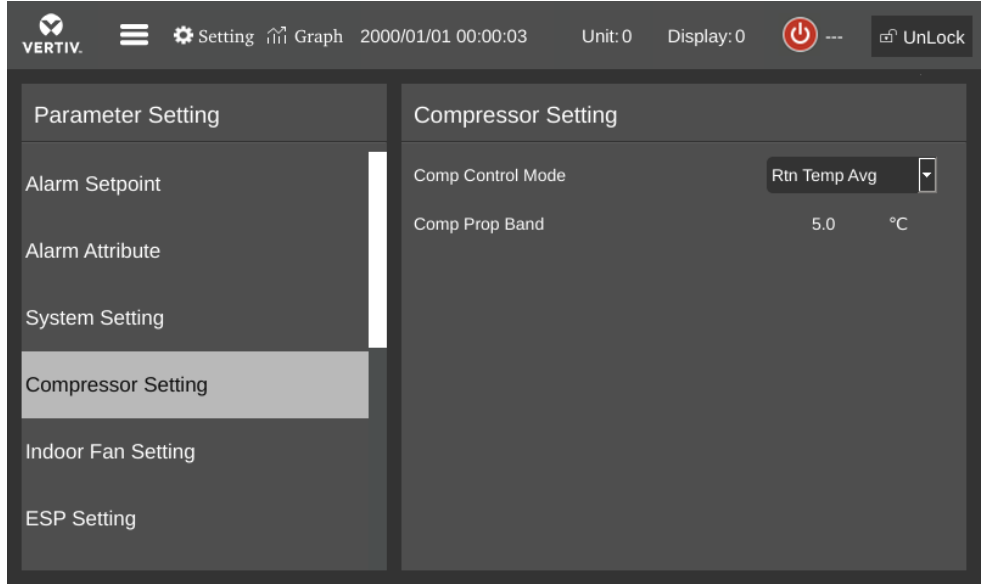 VERTIV. Setting Graph 2000/01/01 00:00:03 Unit: 0 Display: 0 --- UnLock
Parameter Setting
Alarm Setpoint
Alarm Attribute
System Setting
Compressor Setting
Indoor Fan Setting
ESP Setting
Compressor Setting
Comp Control Mode Rtn Temp Avg
Comp Prop Band 5.0 °C